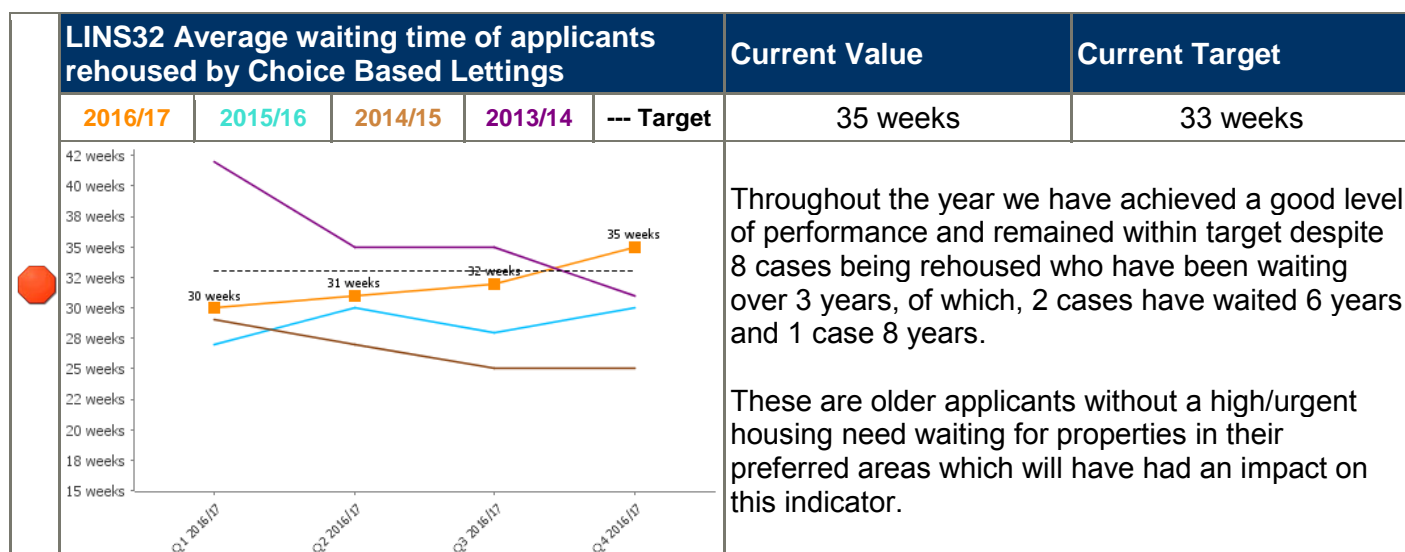 LINS32 Average waiting time of applicants
rehoused by Choice Based Lettings
Current Value
Current Target
2016/17
2015/16
2014/15
2013/14
--- Target
35 weeks
33 weeks
42 weeks
40 weeks
38 weeks
35 weeks
32 weeks
30 weeks
28 weeks
25 weeks
22 weeks
20 weeks
18 weeks
15 weeks
30 weeks
31 weeks
32 weeks
35 weeks
Q1 2016/17
Q2 2016/17
Q3 2016/17
Q4 2016/17
Throughout the year we have achieved a good level
of performance and remained within target despite
8 cases being rehoused who have been waiting
over 3 years, of which, 2 cases have waited 6 years
and 1 case 8 years.
These are older applicants without a high/urgent
housing need waiting for properties in their
preferred areas which will have had an impact on
this indicator.